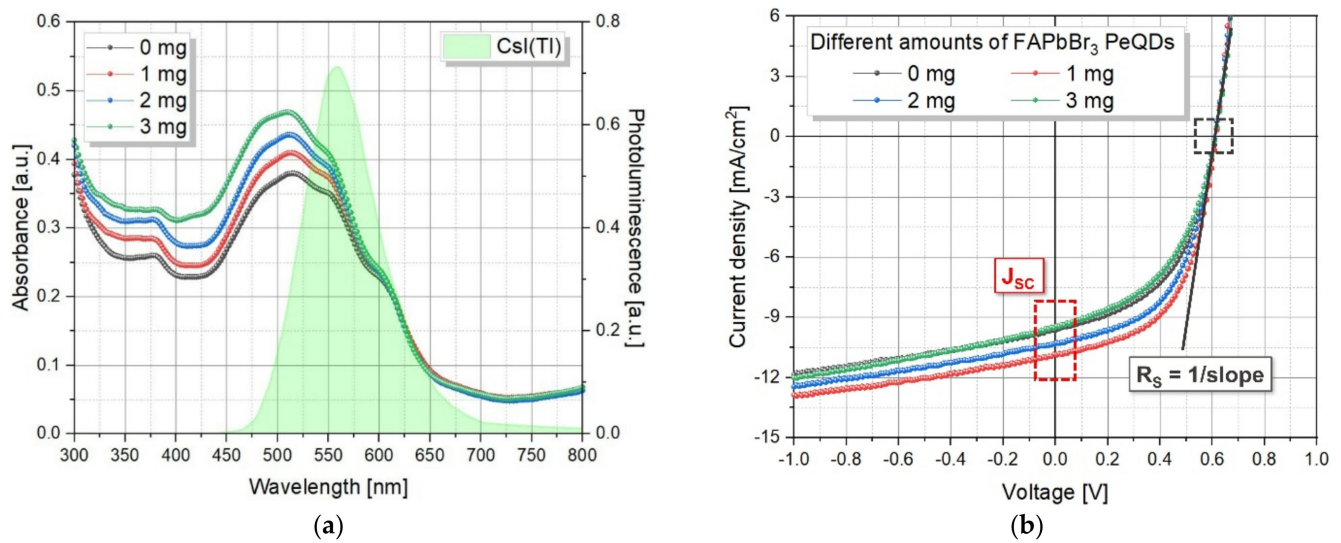 0.6
0.5
0.4
0.3
0.2
0.1
0.0
Absorbance [a.u.]
0 mg
1 mg
2 mg
3 mg
CsI(Tl)
0.8
0.6
0.4
0.2
0.0
Photoluminescence [a.u.]
300 350 400 450 500 550 600 650 700 750 800
Wavelength [nm]
(a)
6
3
0
-3
-6
-9
-12
-15
Current density [mA/cm²]
Different amounts of FAPbBr₃ PeQDs
0 mg 1 mg
2 mg 3 mg
J_SC
R_S = 1/slope
-1.0 -0.8 -0.6 -0.4 -0.2 0.0 0.2 0.4 0.6 0.8 1.0
Voltage [V]
(b)